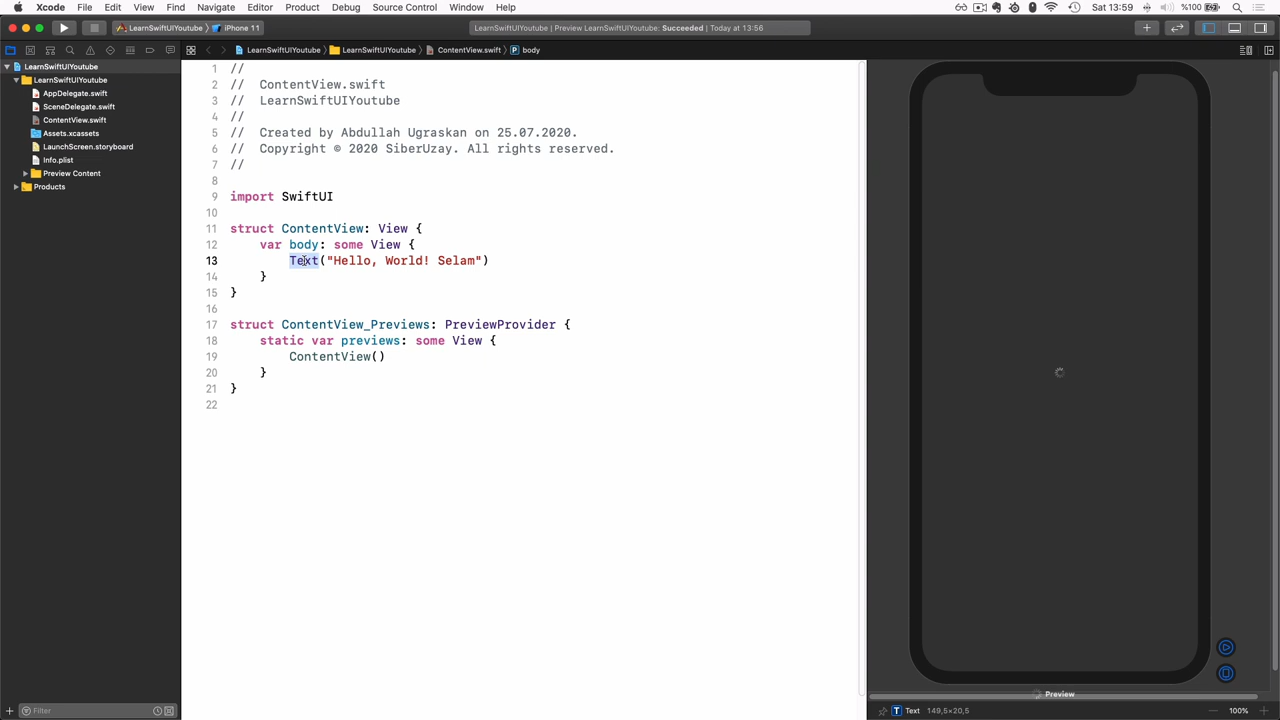 Xcode File Edit View Find Navigate Editor Product Debug Source Control Window Help Sat 13:59 %100
LearnSwiftUIYoutube iPhone 11 LearnSwiftUIYoutube | Preview LearnSwiftUIYoutube: Succeeded | Today at 13:56
LearnSwiftUIYoutube LearnSwiftUIYoutube ContentView.swift P body
LearnSwiftUIYoutube
LearnSwiftUIYoutube
AppDelegate.swift
SceneDelegate.swift
ContentView.swift
Assets.xcassets
LaunchScreen.storyboard
Info.plist
Preview Content
Products
Filter
1 //
2 //  ContentView.swift
3 //  LearnSwiftUIYoutube
4 //
5 //  Created by Abdullah Ugraskan on 25.07.2020.
6 //  Copyright © 2020 SiberUzay. All rights reserved.
7 //
8
9 import SwiftUI
10
11 struct ContentView: View {
12     var body: some View {
13         Text("Hello, World! Selam")
14     }
15 }
16
17 struct ContentView_Previews: PreviewProvider {
18     static var previews: some View {
19         ContentView()
20     }
21 }
22
Preview
T Text 149,5×20,5 100%